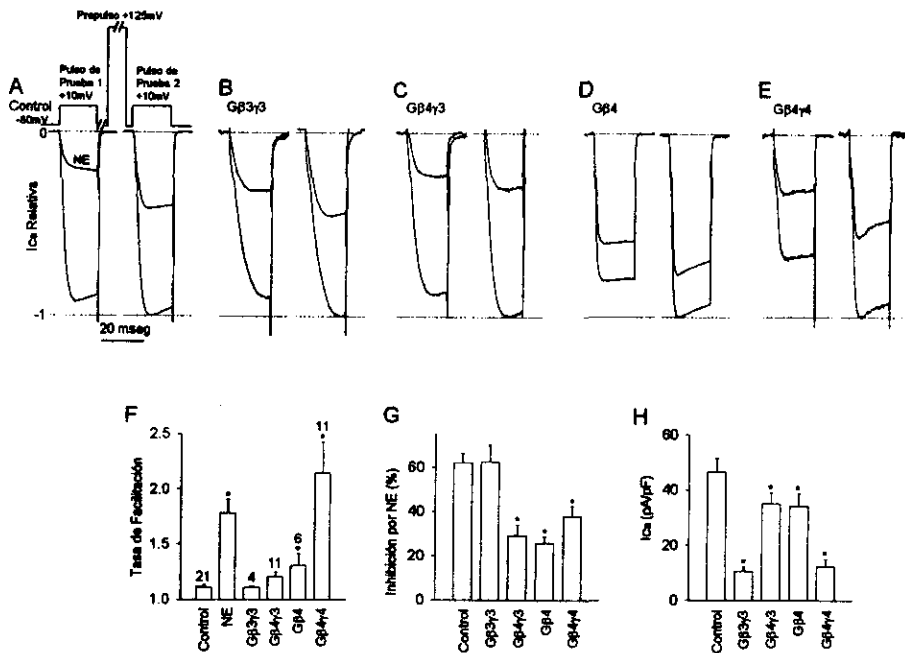 Prepulso +125mV
A
Pulso de
Prueba 1
+10mV
Pulso de
Prueba 2
+10mV
Control
-80mV
0
NE
Ica Relativa
-1
20 mseg
B
Gβ3γ3
C
Gβ4γ3
D
Gβ4
E
Gβ4γ4
F
Tasa de Facilitación
2.5
2.0
1.5
1.0
21
*
4
11
*6
11
*
Control
NE
Gβ3γ3
Gβ4γ3
Gβ4
Gβ4γ4
G
Inhibición por NE (%)
60
40
20
0
*
*
*
Control
Gβ3γ3
Gβ4γ3
Gβ4
Gβ4γ4
H
Ica (pA/pF)
60
40
20
0
*
*
*
*
Control
Gβ3γ3
Gβ4γ3
Gβ4
Gβ4γ4